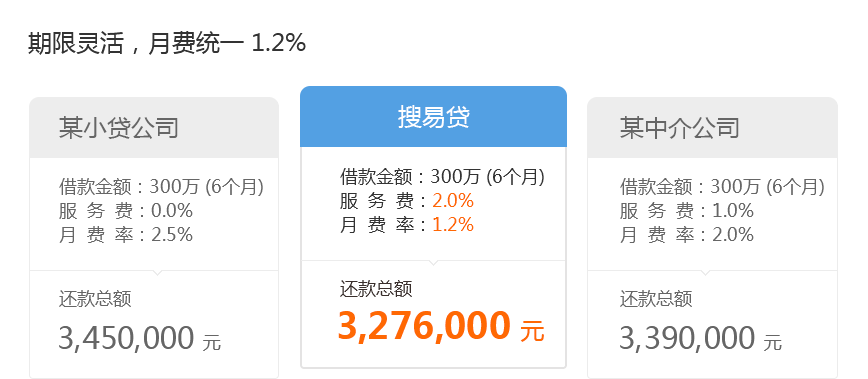 期限灵活，月费统一 1.2%
某小贷公司
借款金额：300万 (6个月)
服 务 费：0.0%
月 费 率：2.5%
还款总额
3,450,000 元
搜易贷
借款金额：300万 (6个月)
服 务 费：2.0%
月 费 率：1.2%
还款总额
3,276,000 元
某中介公司
借款金额：300万 (6个月)
服 务 费：1.0%
月 费 率：2.0%
还款总额
3,390,000 元